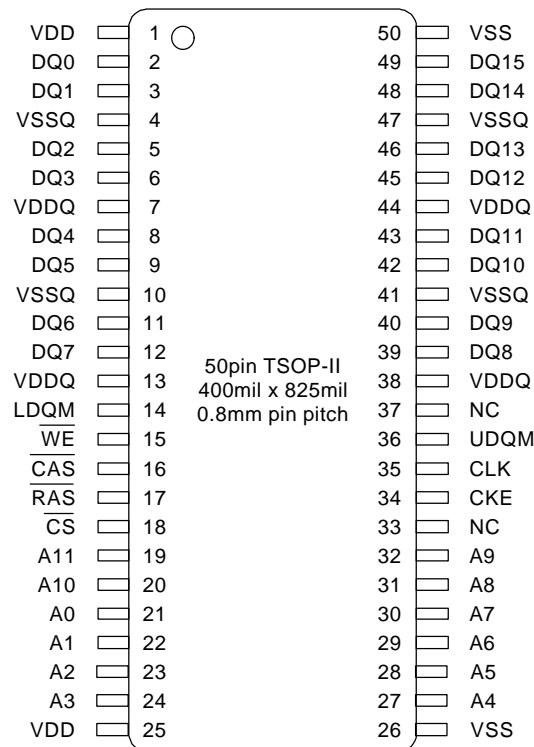 VDD 1 50 VSS
DQ0 2 49 DQ15
DQ1 3 48 DQ14
VSSQ 4 47 VSSQ
DQ2 5 46 DQ13
DQ3 6 45 DQ12
VDDQ 7 44 VDDQ
DQ4 8 43 DQ11
DQ5 9 42 DQ10
VSSQ 10 41 VSSQ
DQ6 11 40 DQ9
DQ7 12 39 DQ8
50pin TSOP-II
VDDQ 13 38 VDDQ
400mil x 825mil
LDQM 14 37 NC
0.8mm pin pitch
W̅E̅ 15 36 UDQM
C̅A̅S̅ 16 35 CLK
R̅A̅S̅ 17 34 CKE
C̅S̅ 18 33 NC
A11 19 32 A9
A10 20 31 A8
A0 21 30 A7
A1 22 29 A6
A2 23 28 A5
A3 24 27 A4
VDD 25 26 VSS